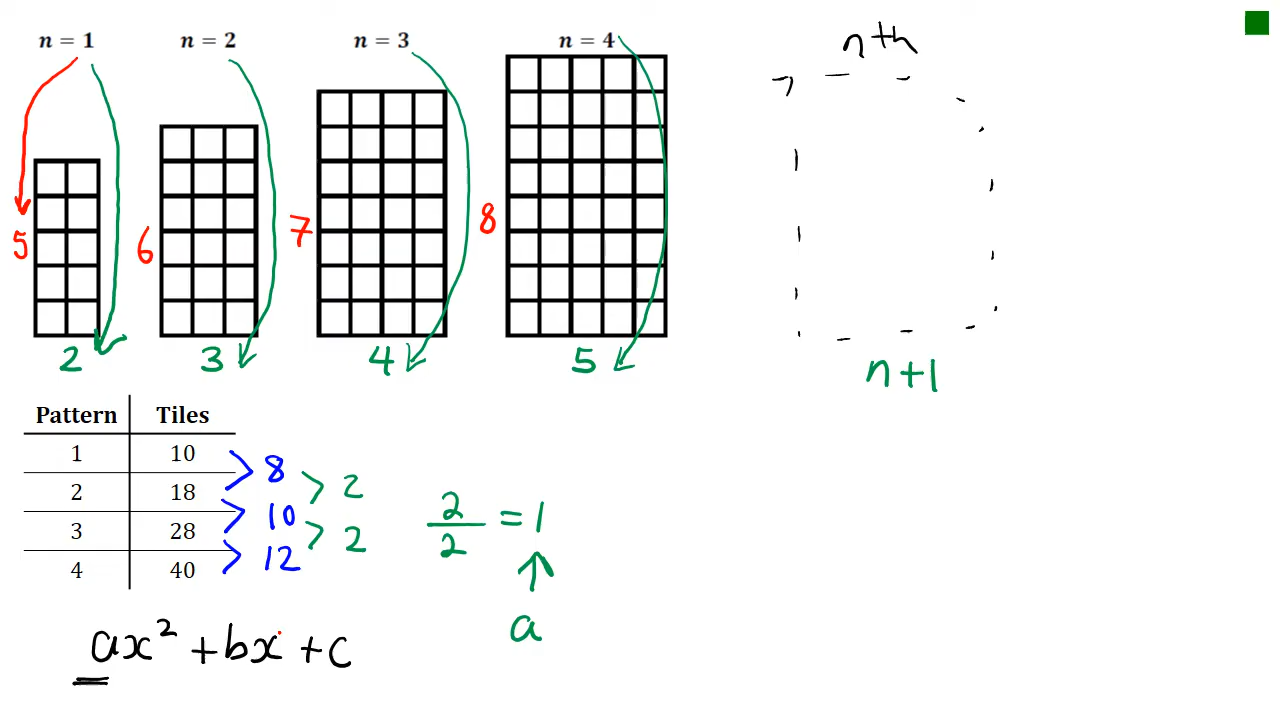 n = 1
n = 2
n = 3
n = 4
nth
5
6
7
8
2
3
4
5
n+1
Pattern Tiles
1 10
2 18
3 28
4 40
8
10
12
2
2
2/2 = 1
a
ax² + bx + c